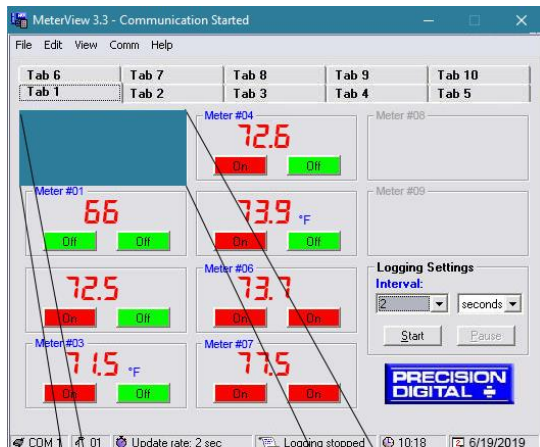 MeterView 3.3 - Communication Started
File Edit View Comm Help
Tab 6 Tab 7 Tab 8 Tab 9 Tab 10
Tab 1 Tab 2 Tab 3 Tab 4 Tab 5
Meter #04
72.6
On Off
Meter #08
Meter #01
66
Off Off
73.9 °F
On Off
Meter #09
72.5
On Off
Meter #06
73.7
On On
Logging Settings
Interval:
2 seconds
Start Pause
Meter #03
71.5 °F
On Off
Meter #07
77.5
On On
PRECISION
DIGITAL
COM 1 01 Update rate: 2 sec Logging stopped 10:18 6/19/2019